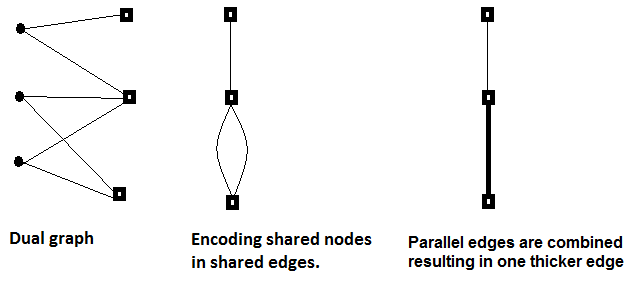 Dual graph
Encoding shared nodes
in shared edges.
Parallel edges are combined
resulting in one thicker edge